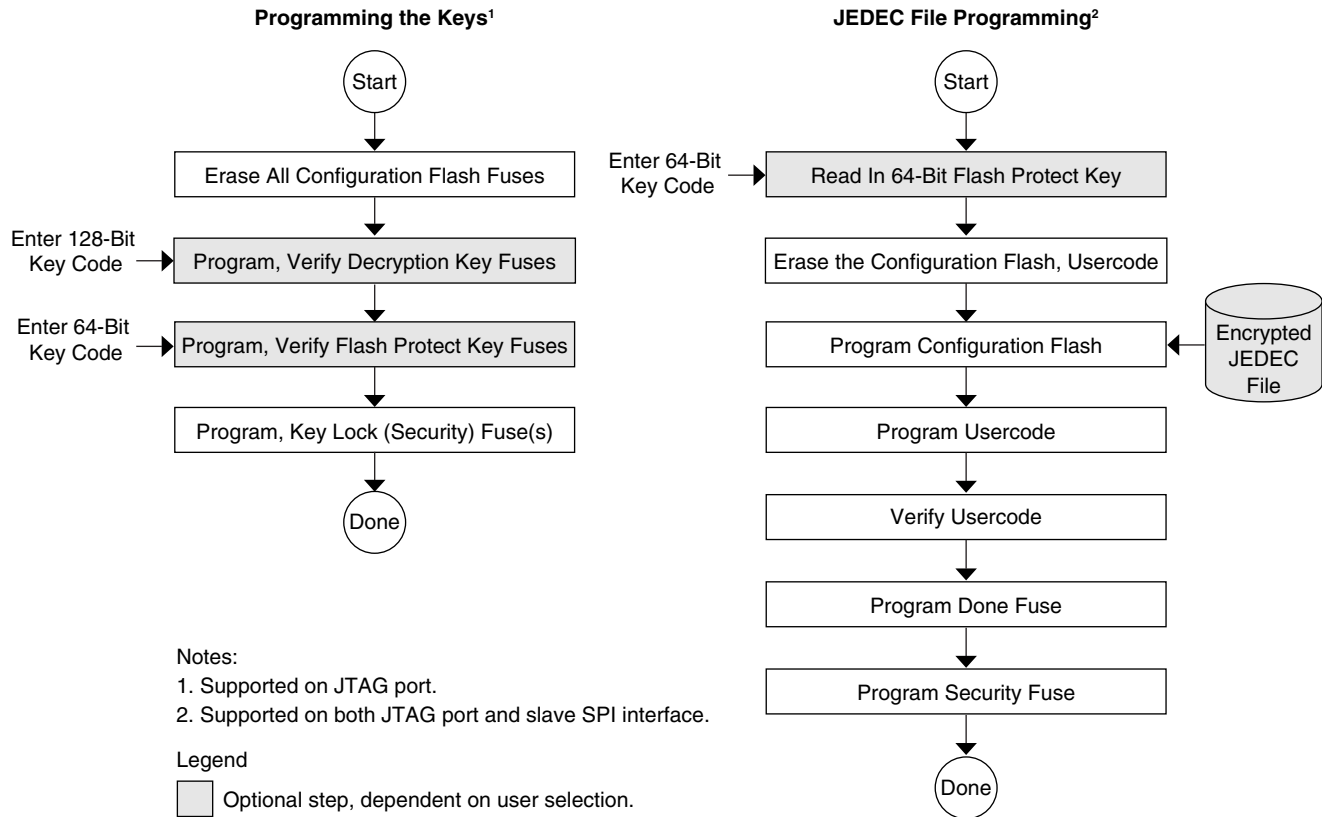 Programming the Keys¹
Start
Erase All Configuration Flash Fuses
Enter 128-Bit
Key Code
Program, Verify Decryption Key Fuses
Enter 64-Bit
Key Code
Program, Verify Flash Protect Key Fuses
Program, Key Lock (Security) Fuse(s)
Done
JEDEC File Programming²
Start
Enter 64-Bit
Key Code
Read In 64-Bit Flash Protect Key
Erase the Configuration Flash, Usercode
Program Configuration Flash
Encrypted
JEDEC
File
Program Usercode
Verify Usercode
Program Done Fuse
Program Security Fuse
Done
Notes:
1. Supported on JTAG port.
2. Supported on both JTAG port and slave SPI interface.
Legend
Optional step, dependent on user selection.